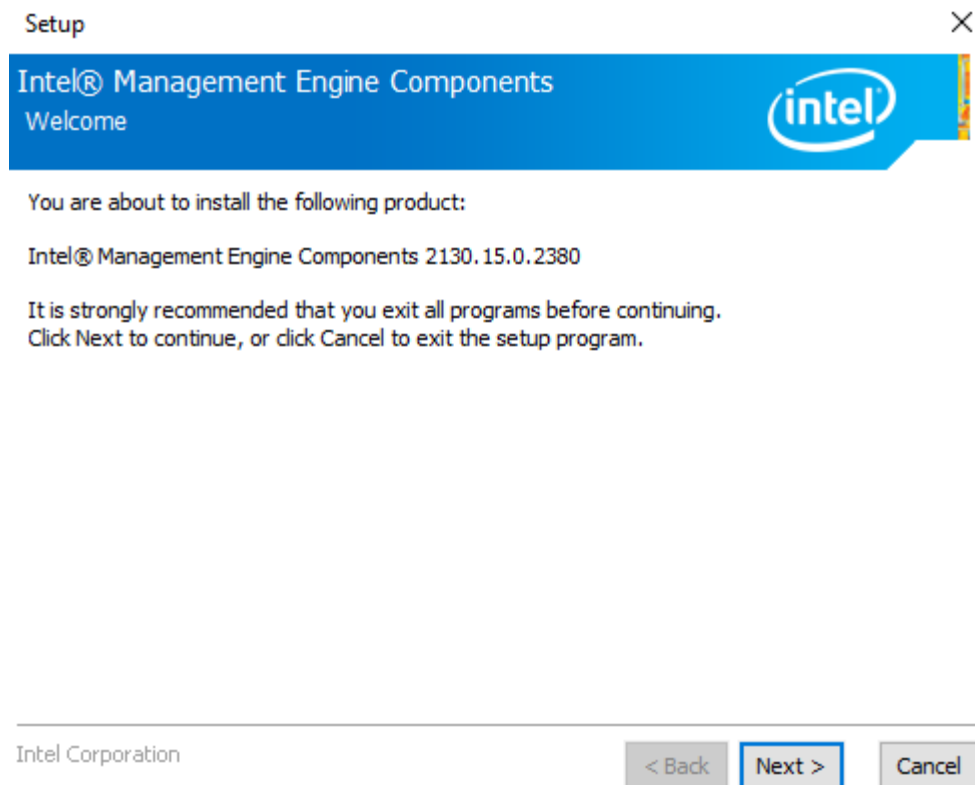 Setup
Intel® Management Engine Components
Welcome
intel
You are about to install the following product:
Intel® Management Engine Components 2130.15.0.2380
It is strongly recommended that you exit all programs before continuing.
Click Next to continue, or click Cancel to exit the setup program.
Intel Corporation
< Back Next > Cancel